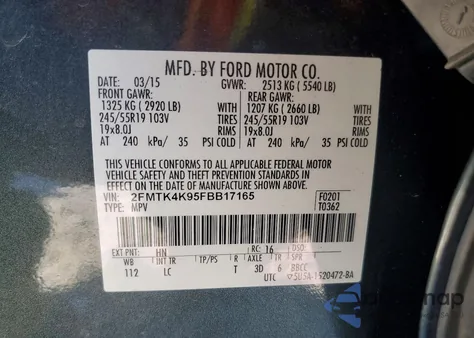 MFD. BY FORD MOTOR CO.
DATE: 03/15 GVWR: 2513 KG ( 5540 LB)
FRONT GAWR: REAR GAWR:
1325 KG ( 2920 LB) 1207 KG ( 2660 LB)
245/55R19 103V TIRES 245/55R19 103V TIRES
19x8.0J RIMS 19x8.0J RIMS
AT 240 kPa/ 35 PSI COLD AT 240 kPa/ 35 PSI COLD
THIS VEHICLE CONFORMS TO ALL APPLICABLE FEDERAL MOTOR
VEHICLE SAFETY AND THEFT PREVENTION STANDARDS IN EFFECT
ON THE DATE OF MANUFACTURE SHOWN ABOVE.
VIN: 2FMTK4K95FBB17165 F0201
TYPE: MPV T0362
EXT PNT: HN RC: 16 DSO:
WB INT TR TP/PS R AXLE TR SPR
112 LC T 3D 6 BBCC
UTC